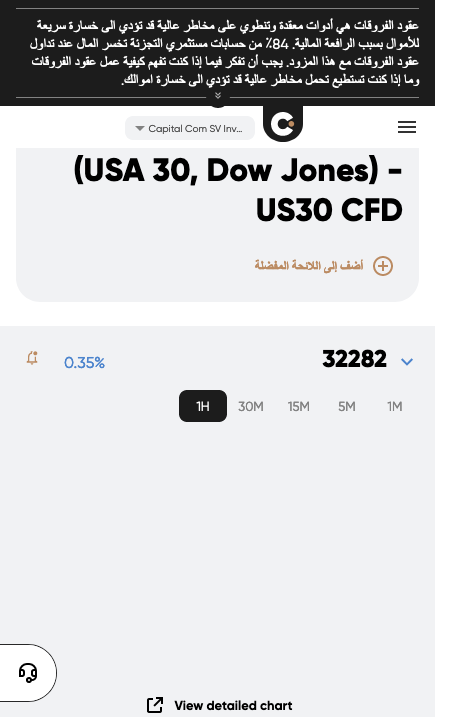 عقود الفروقات هي أدوات معقدة وتنطوي على مخاطر عالية قد تؤدي الى خسارة سريعة
للأموال بسبب الرافعة المالية. 84٪ من حسابات مستثمري التجزئة تخسر المال عند تداول
عقود الفروقات مع هذا المزود. يجب أن تفكر فيما إذا كنت تفهم كيفية عمل عقود الفروقات
وما إذا كنت تستطيع تحمل مخاطر عالية قد تؤدي الى خسارة اموالك.
Capital Com SV Inv...
(USA 30, Dow Jones) -
US30 CFD
أضف إلى اللائحة المفضلة
32282
0.35%
1H 30M 15M 5M 1M
View detailed chart